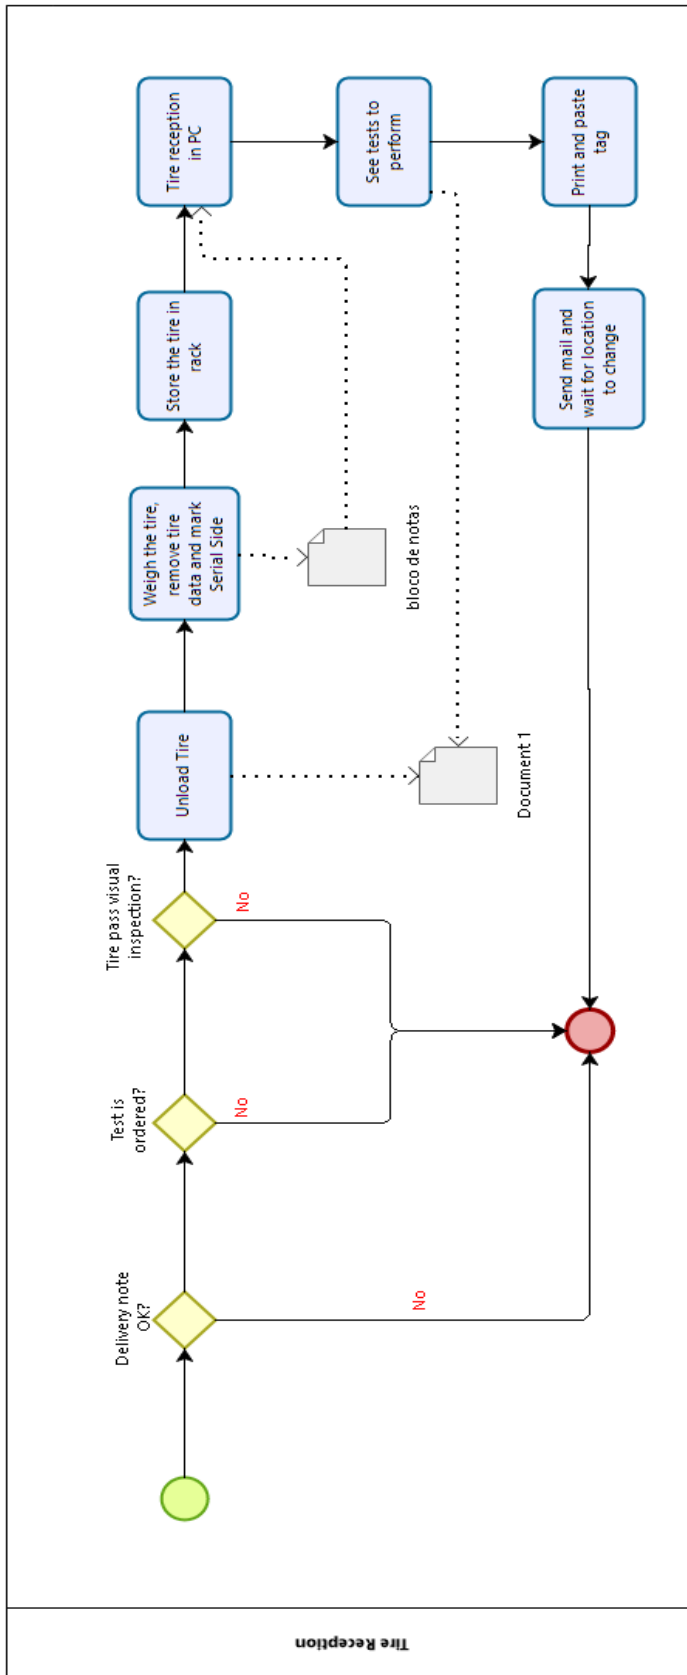 Tire Reception
Delivery note
OK?
No
Test is
ordered?
No
Tire pass visual
inspection?
No
Unload Tire
Document 1
Weigh the tire,
remove tire
data and mark
Serial Side
bloco de notas
Store the tire in
rack
Tire reception
in PC
See tests to
perform
Print and paste
tag
Send mail and
wait for location
to change